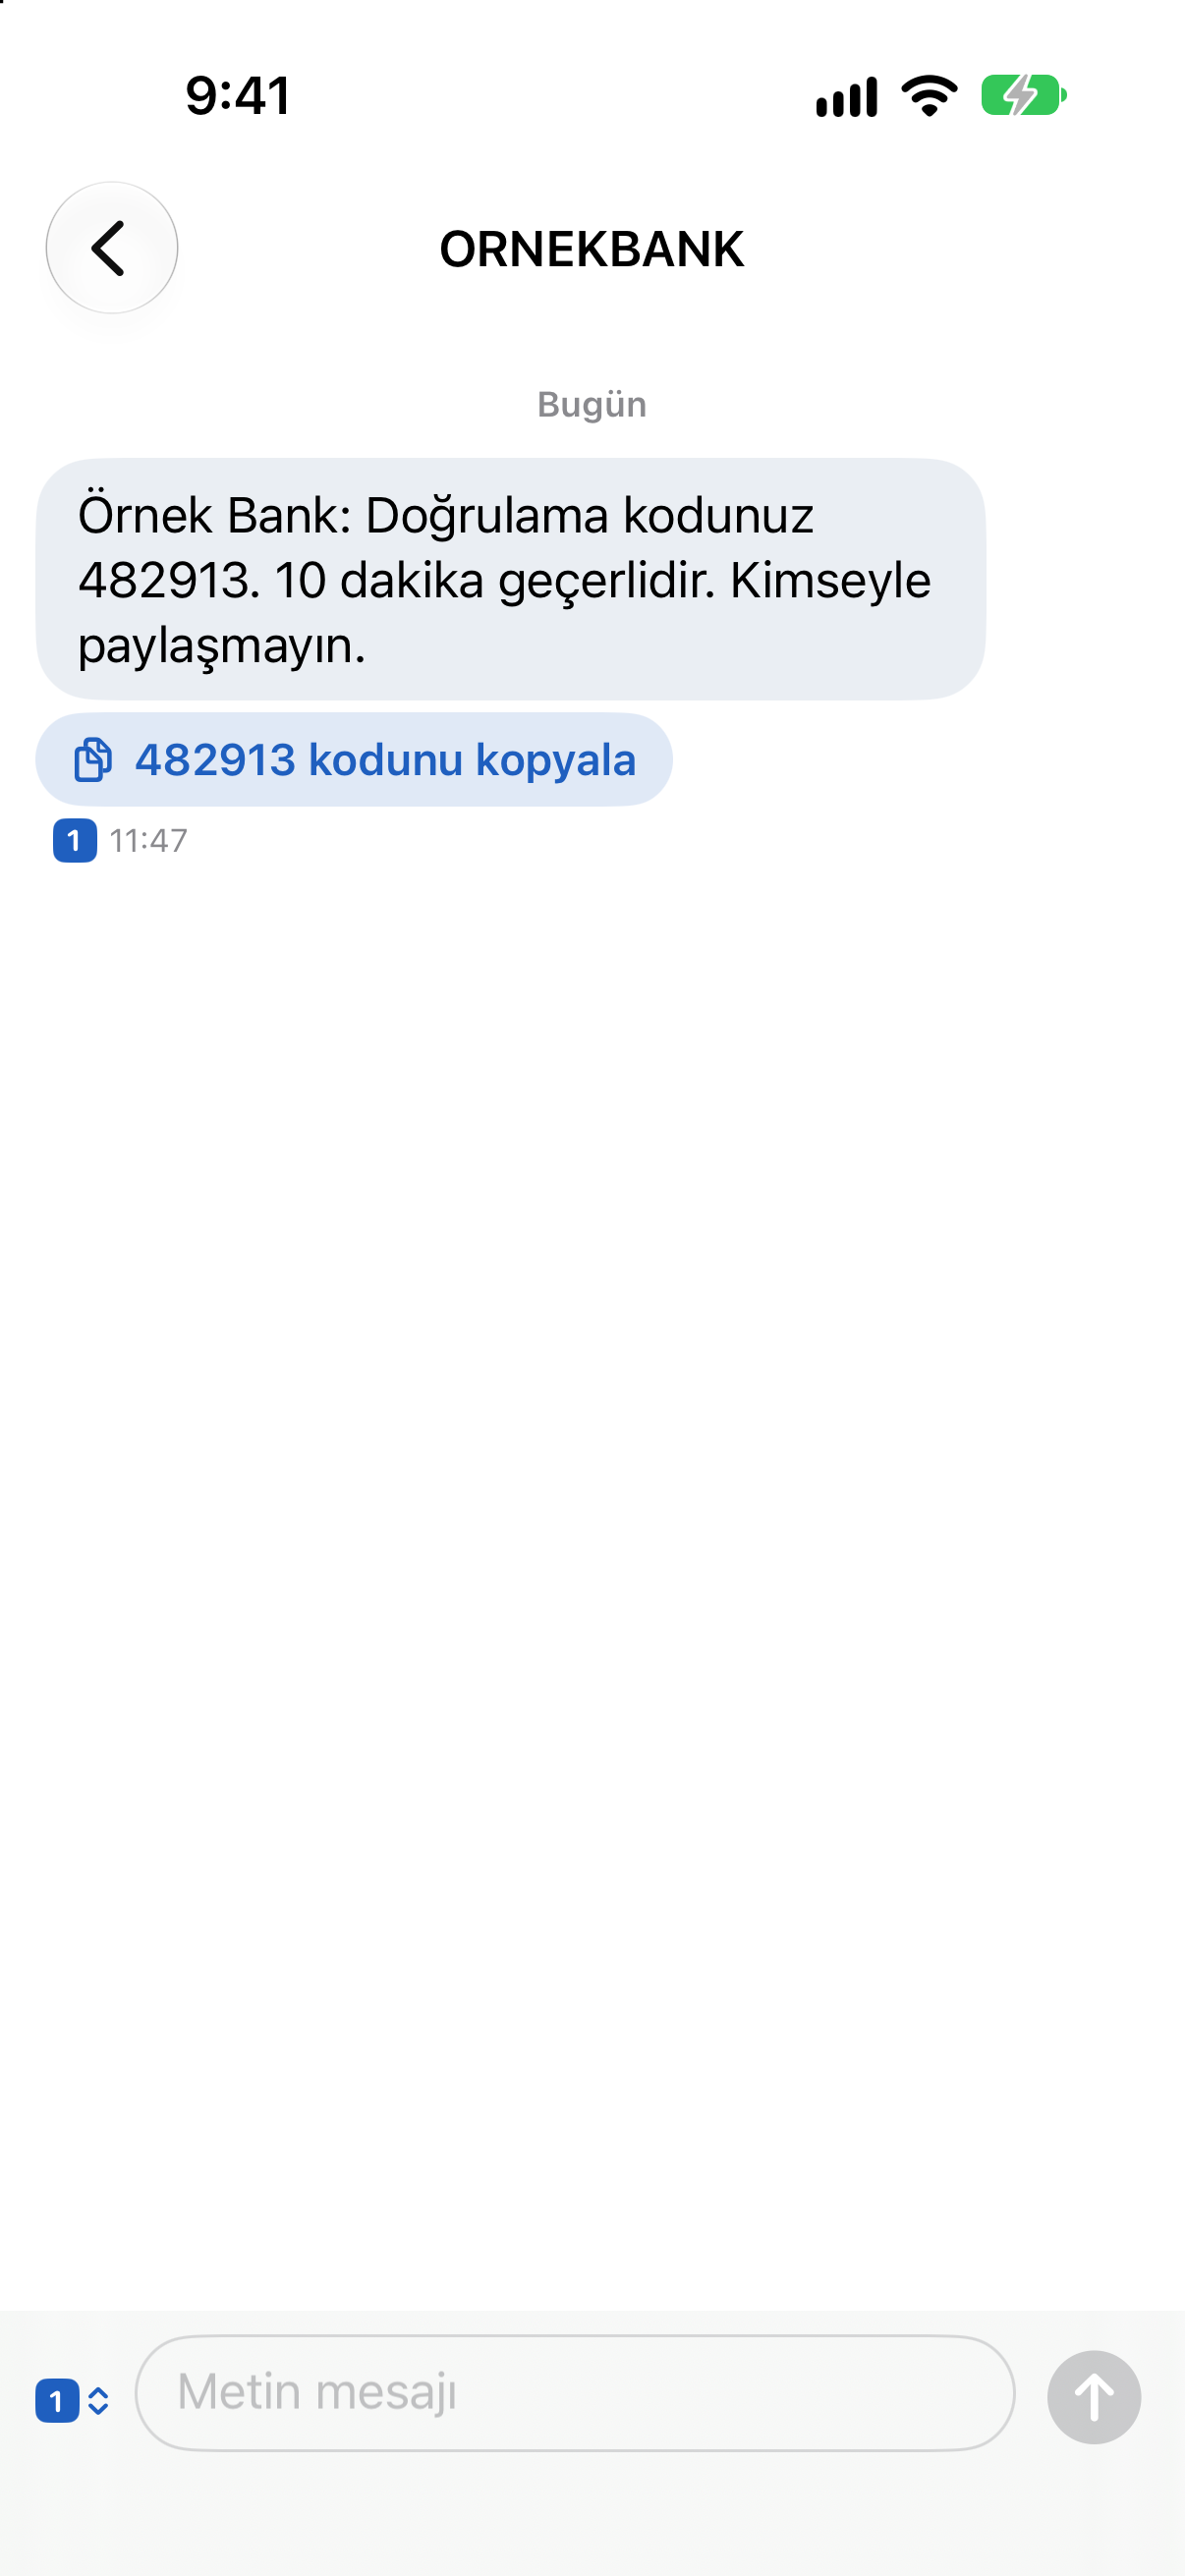 9:41
ORNEKBANK
Bugün
Örnek Bank: Doğrulama kodunuz
482913. 10 dakika geçerlidir. Kimseyle
paylaşmayın.
482913 kodunu kopyala
1 11:47
1 Metin mesajı